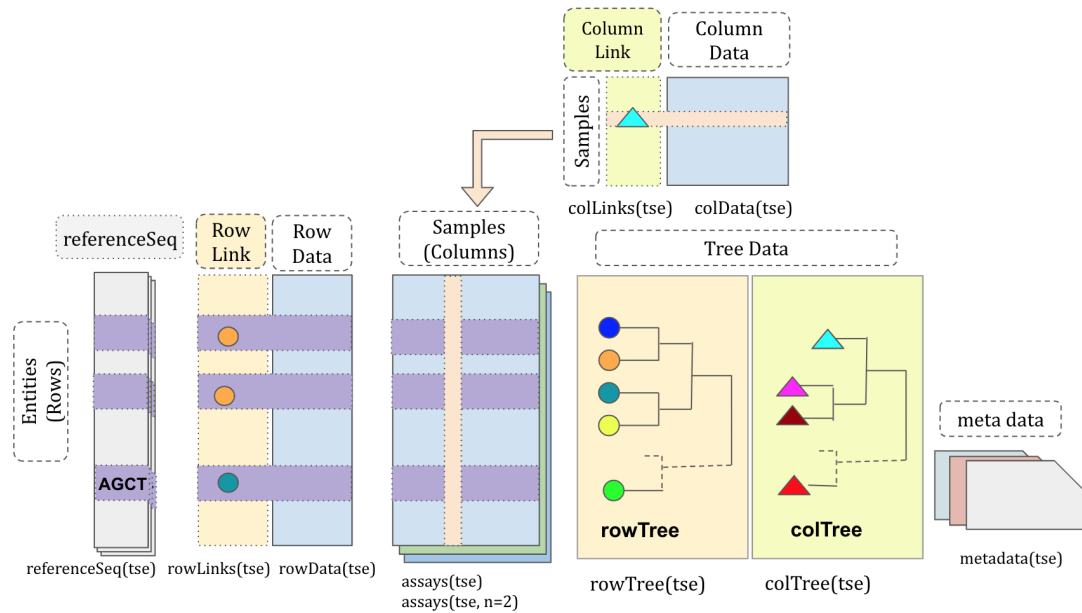 Column
Link
Column
Data
Samples
colLinks(tse)
colData(tse)
referenceSeq
Row
Link
Row
Data
Samples
(Columns)
Tree Data
Entities
(Rows)
AGCT
rowTree
colTree
meta data
referenceSeq(tse)
rowLinks(tse)
rowData(tse)
assays(tse)
assays(tse, n=2)
rowTree(tse)
colTree(tse)
metadata(tse)